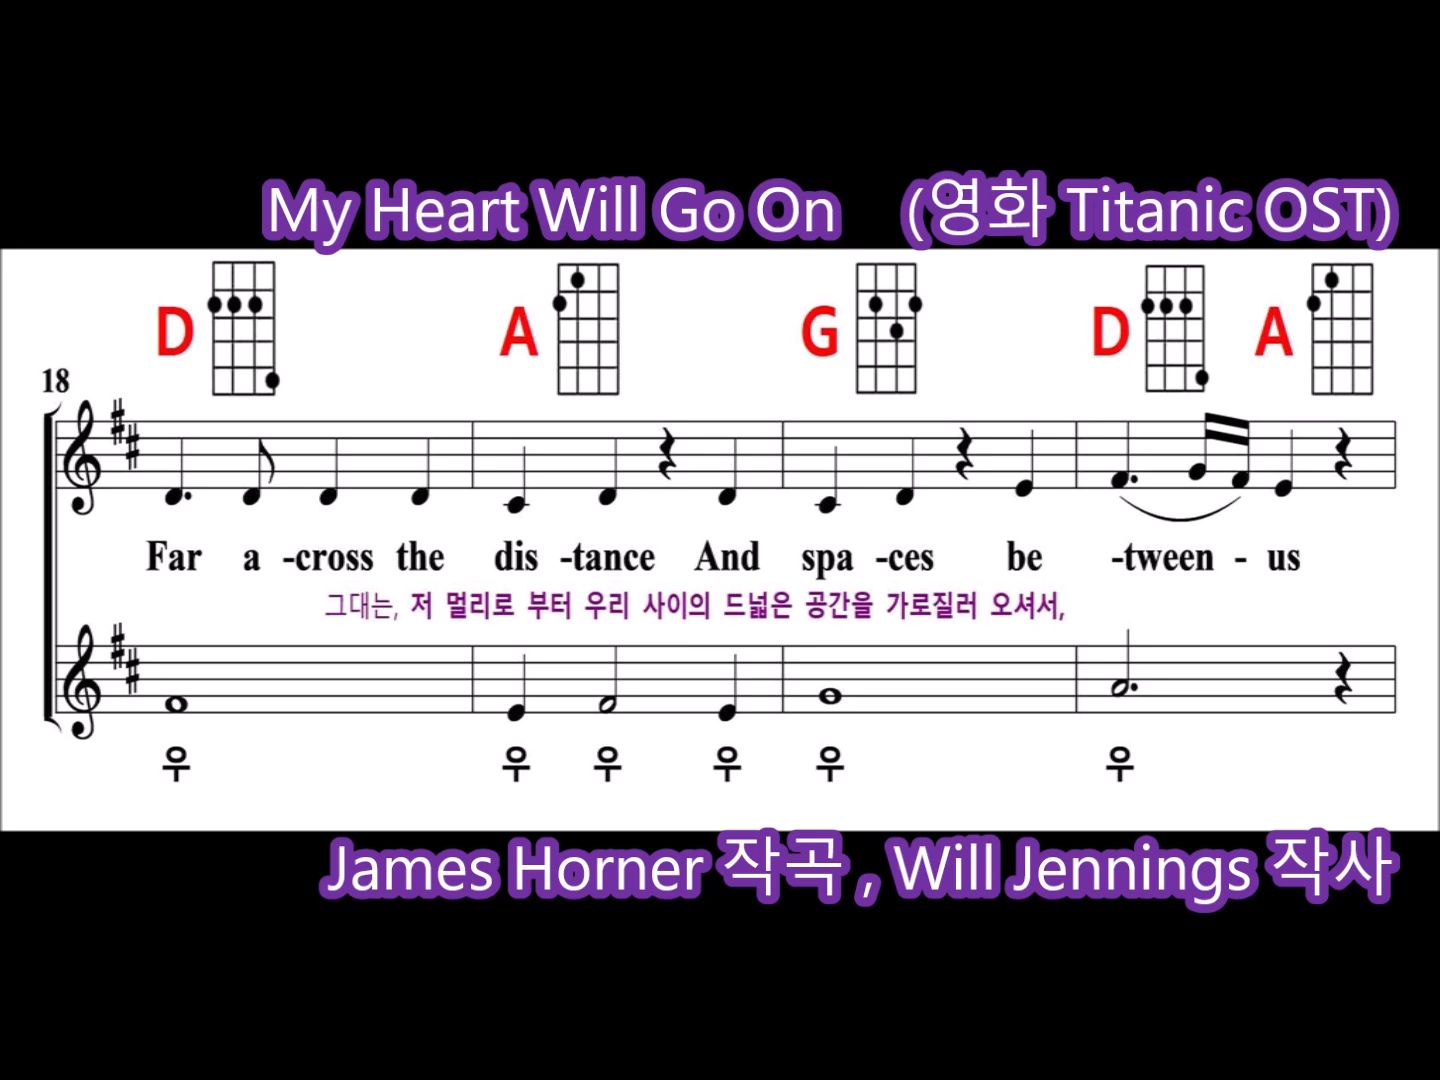 My Heart Will Go On (영화 Titanic OST)
D A G D A
18
Far a -cross the dis -tance And spa -ces be -tween - us
그대는, 저 멀리로 부터 우리 사이의 드넓은 공간을 가로질러 오셔서,
우 우 우 우 우 우
James Horner 작곡 , Will Jennings 작사